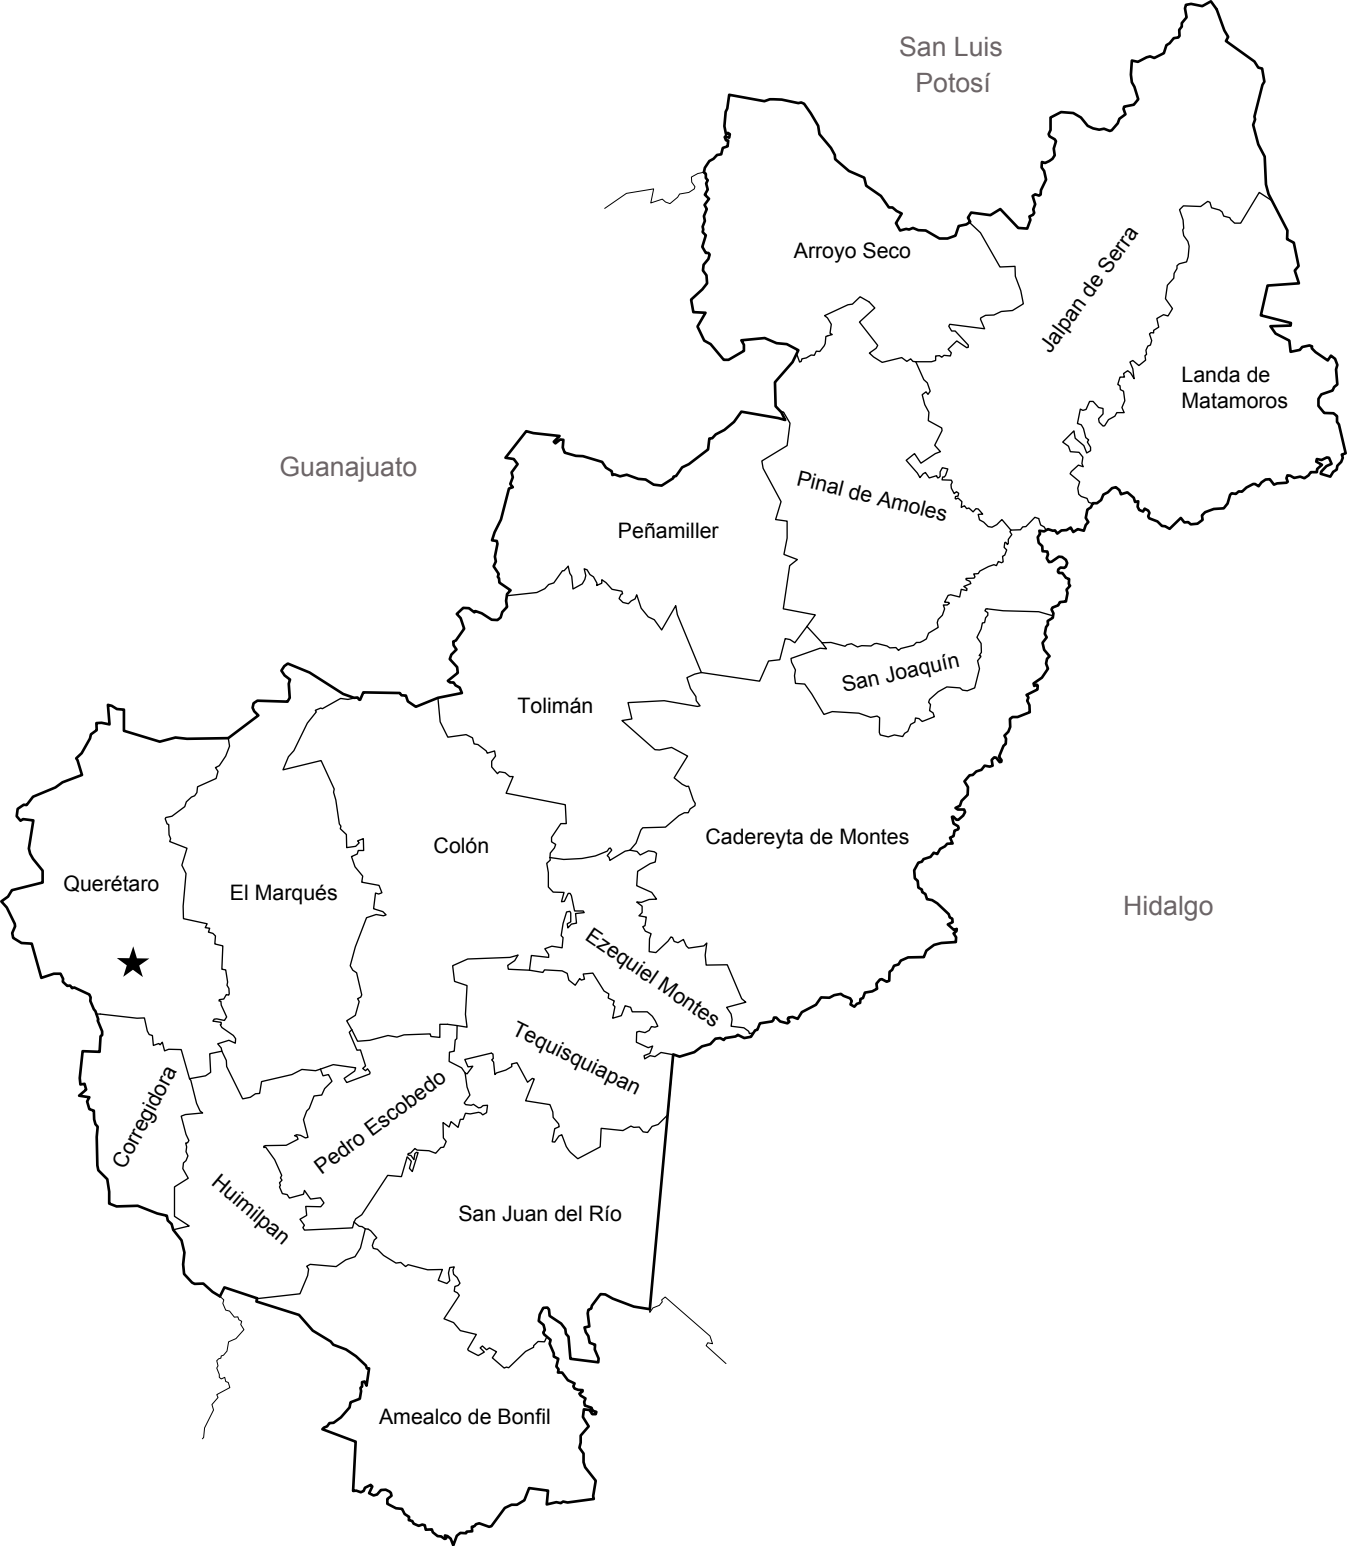 San Luis
Potosí
Arroyo Seco
Jalpan de Serra
Landa de
Matamoros
Guanajuato
Pinal de Amoles
Peñamiller
San Joaquín
Tolimán
Cadereyta de Montes
Colón
Querétaro
El Marqués
Hidalgo
Ezequiel Montes
Tequisquiapan
Corregidora
Pedro Escobedo
Huimilpan
San Juan del Río
Amealco de Bonfil